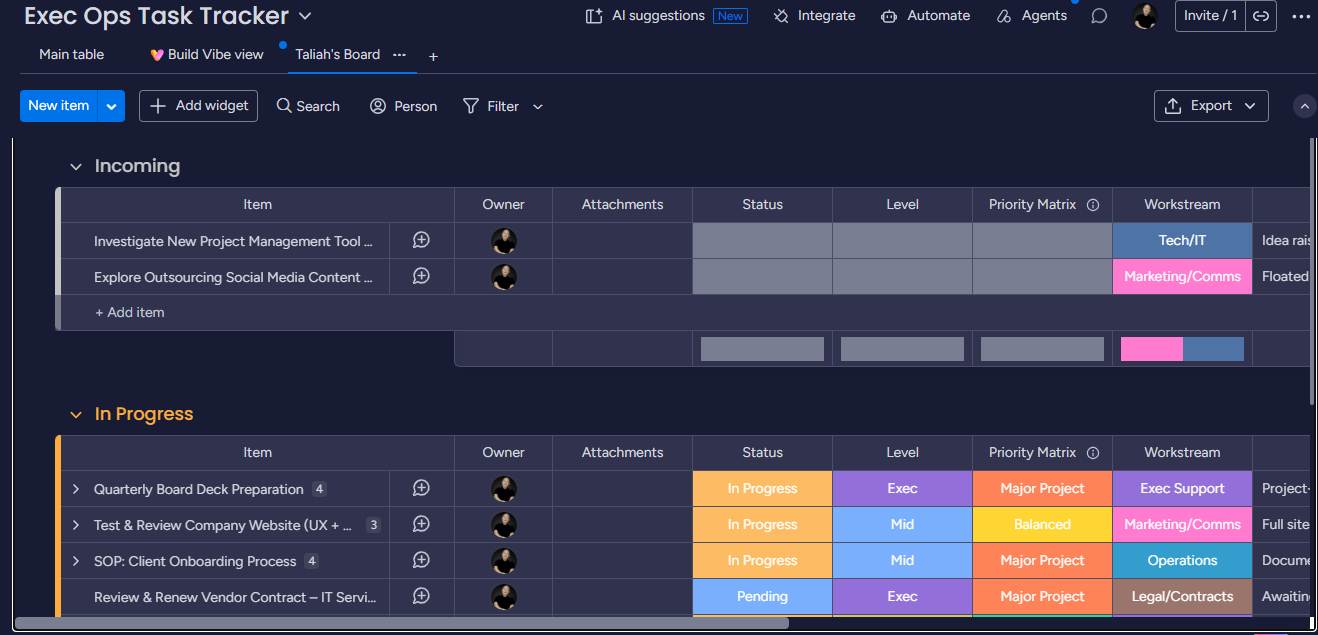 Exec Ops Task Tracker
AI suggestions New Integrate Automate Agents Invite / 1
Main table Build Vibe view Taliah's Board ... +
New item Add widget Search Person Filter Export
Incoming
Item Owner Attachments Status Level Priority Matrix Workstream
Investigate New Project Management Tool ... Tech/IT Idea rais
Explore Outsourcing Social Media Content ... Marketing/Comms Floated
+ Add item
In Progress
Item Owner Attachments Status Level Priority Matrix Workstream
Quarterly Board Deck Preparation 4 In Progress Exec Major Project Exec Support Project-
Test & Review Company Website (UX + ... 3 In Progress Mid Balanced Marketing/Comms Full site
SOP: Client Onboarding Process 4 In Progress Mid Major Project Operations Docume
Review & Renew Vendor Contract – IT Servi... Pending Exec Major Project Legal/Contracts Awaitin